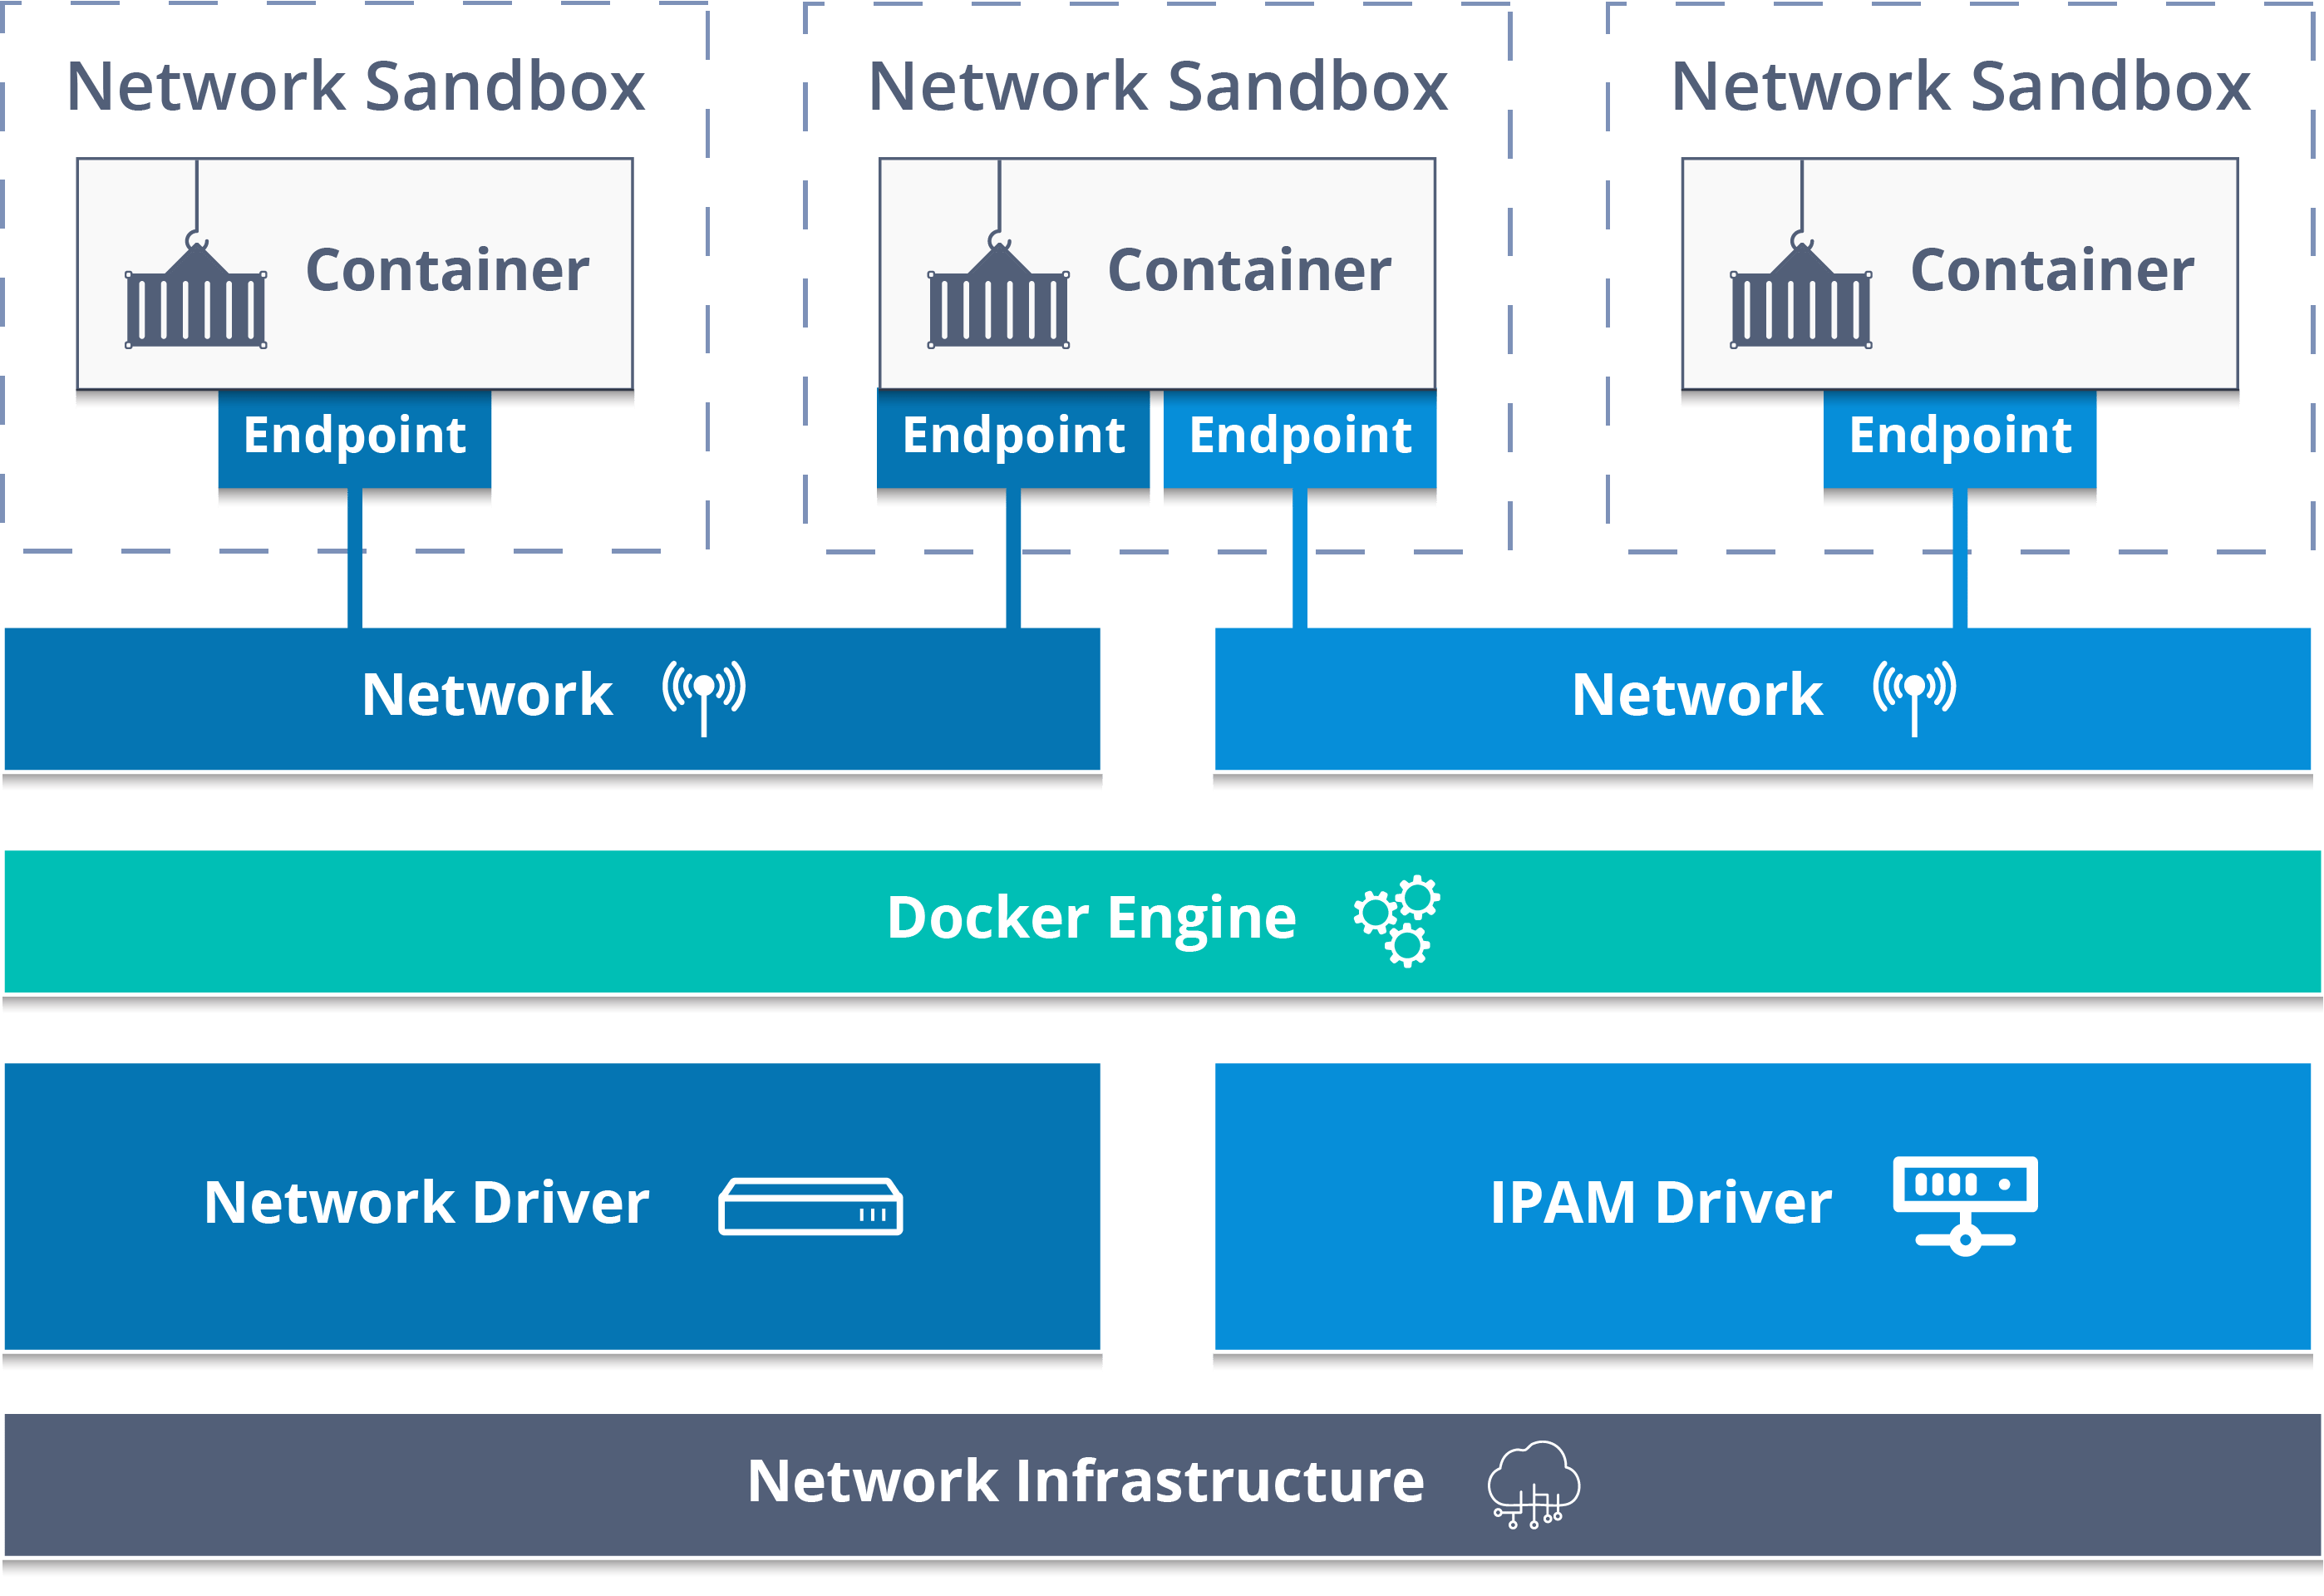 Network Sandbox
Network Sandbox
Network Sandbox
Container
Container
Container
Endpoint
Endpoint
Endpoint
Endpoint
Network
Network
Docker Engine
Network Driver
IPAM Driver
Network Infrastructure